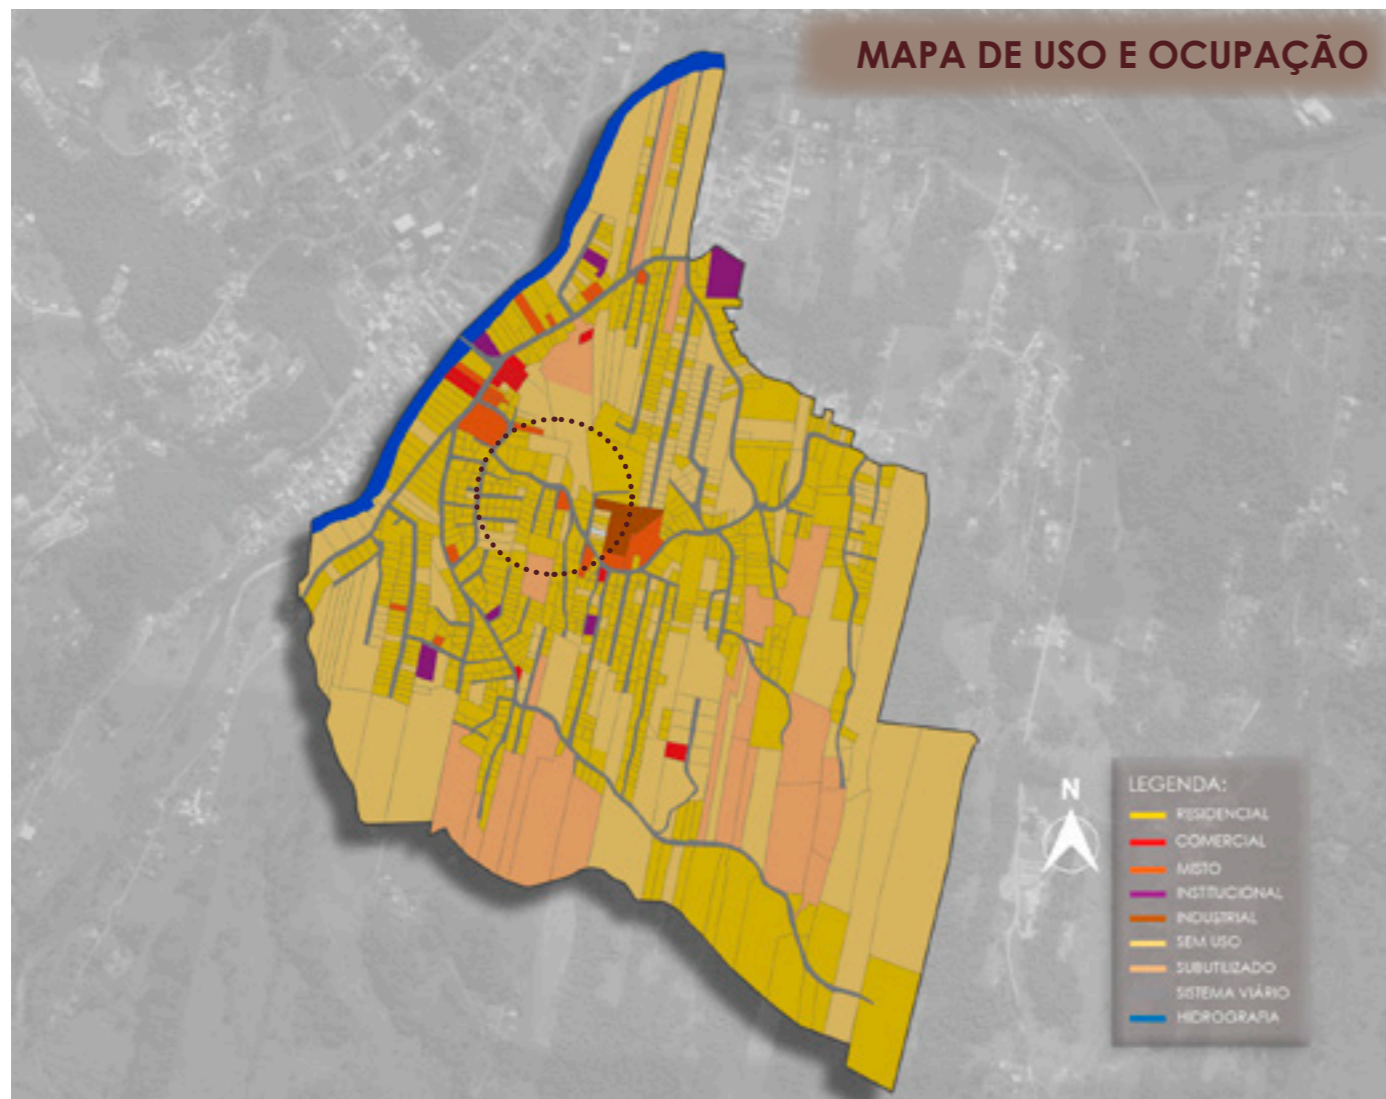 MAPA DE USO E OCUPAÇÃO
N
LEGENDA:
RESIDENCIAL
COMERCIAL
MISTO
INSTITUCIONAL
INDUSTRIAL
SEM USO
SUBUTILIZADO
SISTEMA VIÁRIO
HIDROGRAFIA